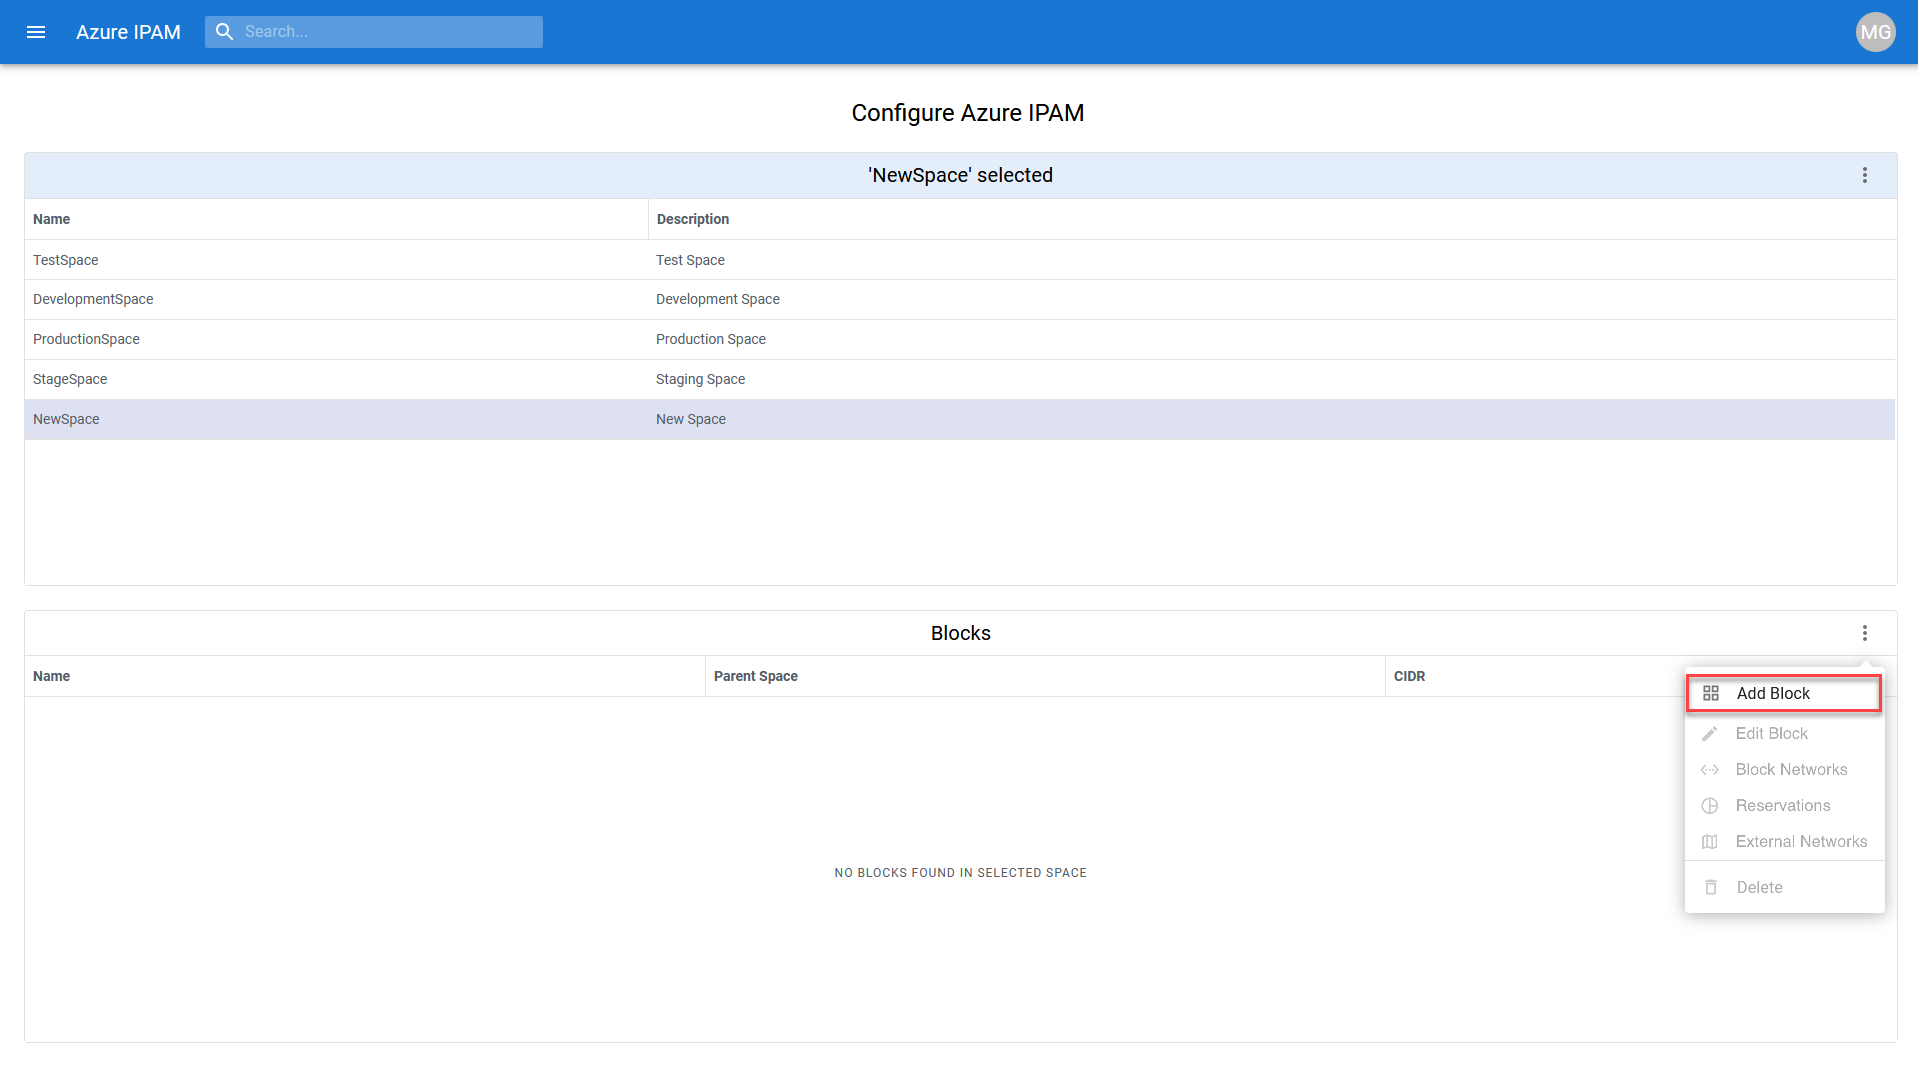 Azure IPAM
Search...
MG
Configure Azure IPAM
'NewSpace' selected
Name Description
TestSpace Test Space
DevelopmentSpace Development Space
ProductionSpace Production Space
StageSpace Staging Space
NewSpace New Space
Blocks
Name Parent Space CIDR
Add Block
Edit Block
Block Networks
Reservations
External Networks
Delete
NO BLOCKS FOUND IN SELECTED SPACE